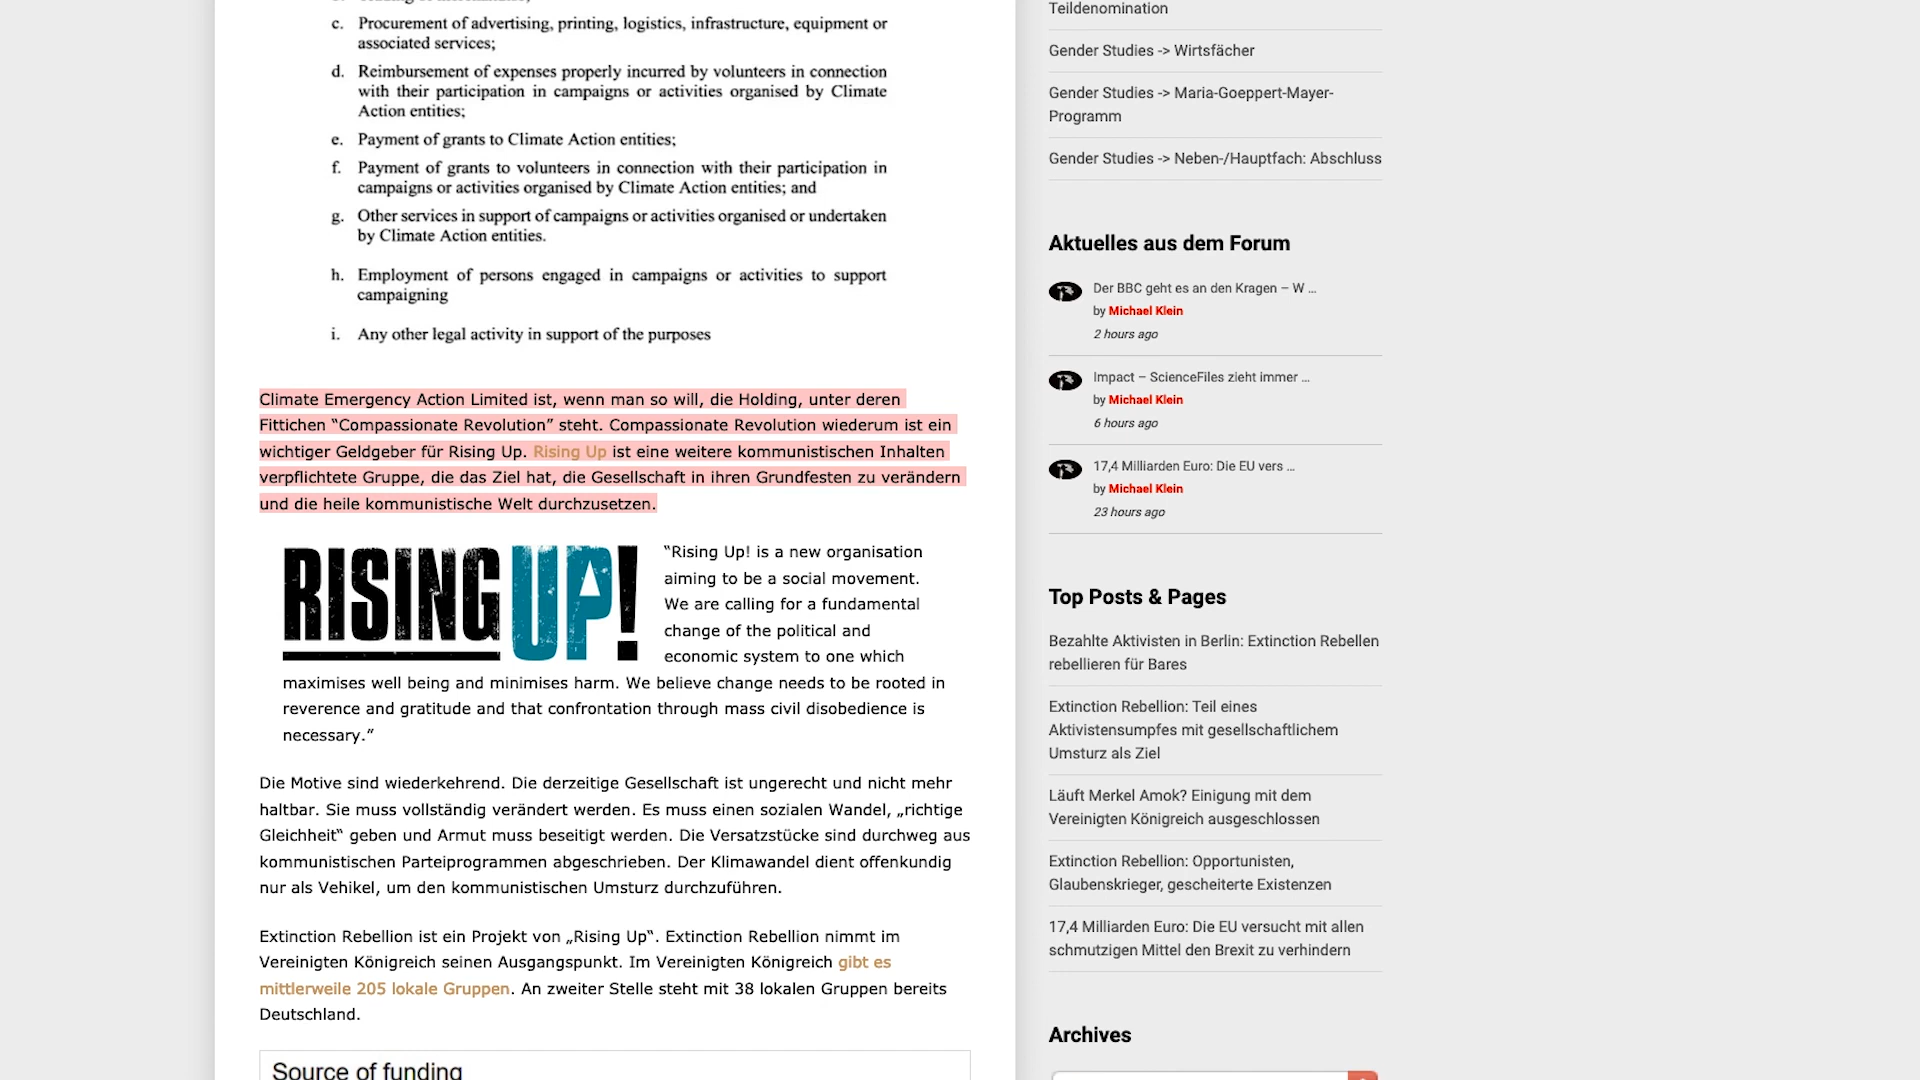 c. Procurement of advertising, printing, logistics, infrastructure, equipment or
associated services;
d. Reimbursement of expenses properly incurred by volunteers in connection
with their participation in campaigns or activities organised by Climate
Action entities;
e. Payment of grants to Climate Action entities;
f. Payment of grants to volunteers in connection with their participation in
campaigns or activities organised by Climate Action entities; and
g. Other services in support of campaigns or activities organised or undertaken
by Climate Action entities.
h. Employment of persons engaged in campaigns or activities to support
campaigning
i. Any other legal activity in support of the purposes
Climate Emergency Action Limited ist, wenn man so will, die Holding, unter deren
Fittichen “Compassionate Revolution” steht. Compassionate Revolution wiederum ist ein
wichtiger Geldgeber für Rising Up. Rising Up ist eine weitere kommunistischen Inhalten
verpflichtete Gruppe, die das Ziel hat, die Gesellschaft in ihren Grundfesten zu verändern
und die heile kommunistische Welt durchzusetzen.
RISING UP!
“Rising Up! is a new organisation
aiming to be a social movement.
We are calling for a fundamental
change of the political and
economic system to one which
maximises well being and minimises harm. We believe change needs to be rooted in
reverence and gratitude and that confrontation through mass civil disobedience is
necessary.”
Die Motive sind wiederkehrend. Die derzeitige Gesellschaft ist ungerecht und nicht mehr
haltbar. Sie muss vollständig verändert werden. Es muss einen sozialen Wandel, „richtige
Gleichheit“ geben und Armut muss beseitigt werden. Die Versatzstücke sind durchweg aus
kommunistischen Parteiprogrammen abgeschrieben. Der Klimawandel dient offenkundig
nur als Vehikel, um den kommunistischen Umsturz durchzuführen.
Extinction Rebellion ist ein Projekt von „Rising Up“. Extinction Rebellion nimmt im
Vereinigten Königreich seinen Ausgangspunkt. Im Vereinigten Königreich gibt es
mittlerweile 205 lokale Gruppen. An zweiter Stelle steht mit 38 lokalen Gruppen bereits
Deutschland.
Source of funding
Teildenomination
Gender Studies -> Wirtsfächer
Gender Studies -> Maria-Goeppert-Mayer-
Programm
Gender Studies -> Neben-/Hauptfach: Abschluss
Aktuelles aus dem Forum
Der BBC geht es an den Kragen – W ...
by Michael Klein
2 hours ago
Impact – ScienceFiles zieht immer ...
by Michael Klein
6 hours ago
17,4 Milliarden Euro: Die EU vers ...
by Michael Klein
23 hours ago
Top Posts & Pages
Bezahlte Aktivisten in Berlin: Extinction Rebellen
rebellieren für Bares
Extinction Rebellion: Teil eines
Aktivistensumpfes mit gesellschaftlichem
Umsturz als Ziel
Läuft Merkel Amok? Einigung mit dem
Vereinigten Königreich ausgeschlossen
Extinction Rebellion: Opportunisten,
Glaubenskrieger, gescheiterte Existenzen
17,4 Milliarden Euro: Die EU versucht mit allen
schmutzigen Mittel den Brexit zu verhindern
Archives